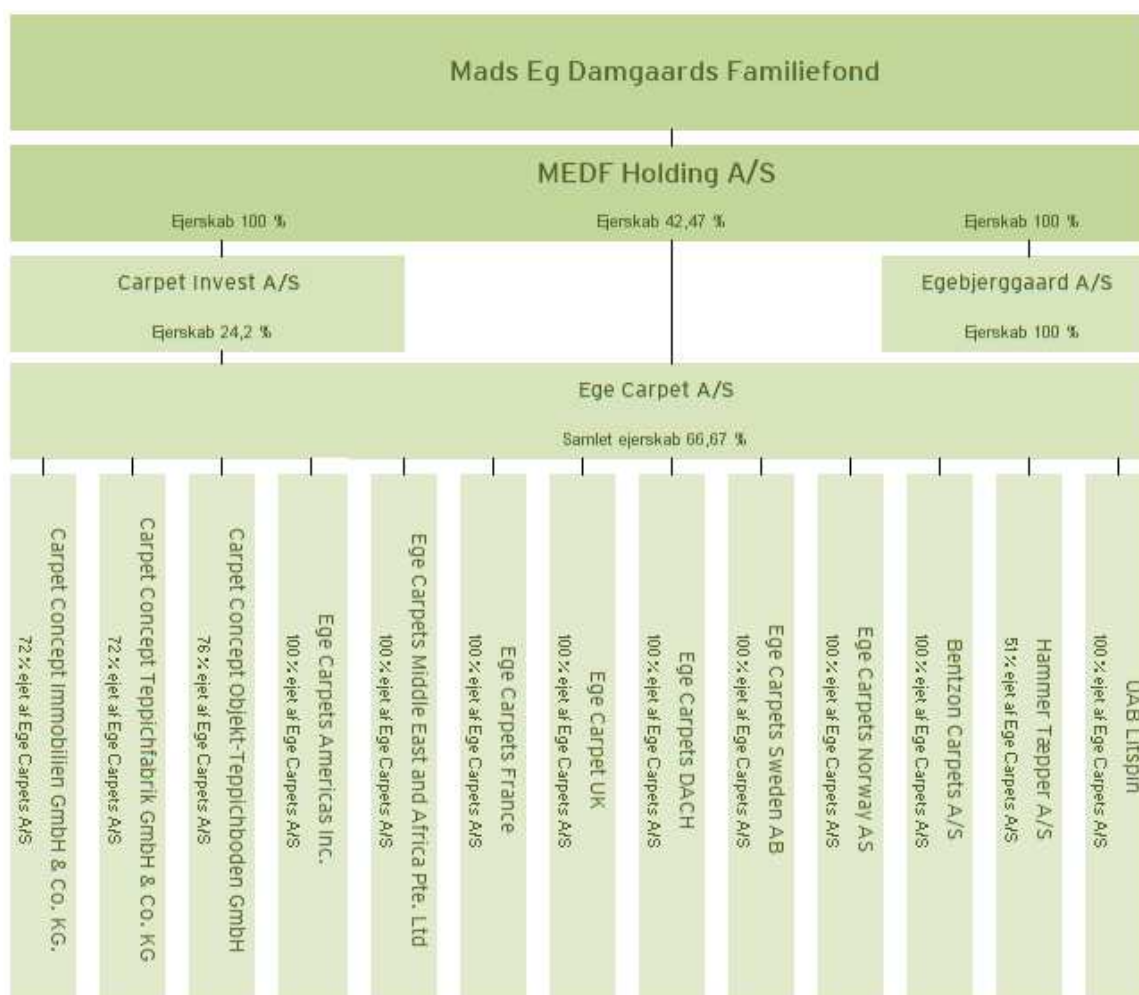 Mads Eg Damgaards Familiefond
MEDF Holding A/S
Ejerskab 100 %
Ejerskab 42,47 %
Ejerskab 100 %
Carpet Invest A/S
Ejerskab 24,2 %
Egebjerggaard A/S
Ejerskab 100 %
Ege Carpet A/S
Samlet ejerskab 66,67 %
Carpet Concept Immobilien GmbH & Co. KG.
72 % ejet af Ege Carpets A/S
Carpet Concept Teppichfabrik GmbH & Co. KG
72 % ejet af Ege Carpets A/S
Carpet Concept Objekt-Teppichboden GmbH
76 % ejet af Ege Carpets A/S
Ege Carpets Americas Inc.
100 % ejet af Ege Carpets A/S
Ege Carpets Middle East and Africa Pte. Ltd
100 % ejet af Ege Carpets A/S
Ege Carpets France
100 % ejet af Ege Carpets A/S
Ege Carpet UK
100 % ejet af Ege Carpets A/S
Ege Carpets DACH
100 % ejet af Ege Carpets A/S
Ege Carpets Sweden AB
100 % ejet af Ege Carpets A/S
Ege Carpets Norway AS
100 % ejet af Ege Carpets A/S
Bentzon Carpets A/S
100 % ejet af Ege Carpets A/S
Hammer Tæpper A/S
51 % ejet af Ege Carpets A/S
UAB Litspin
100 % ejet af Ege Carpets A/S